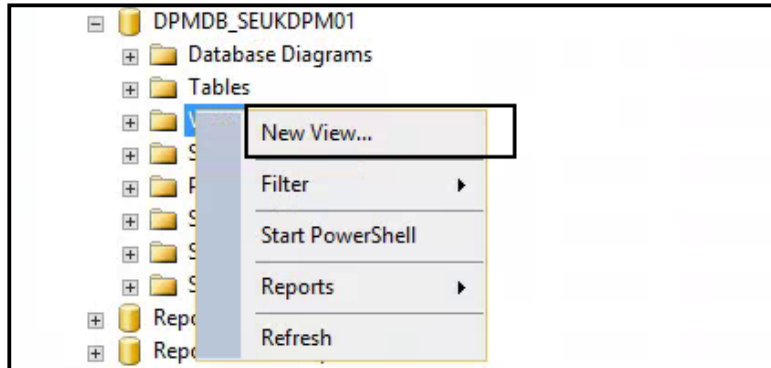 DPMDB_SEUKDPM01
Database Diagrams
Tables
New View...
Filter
Start PowerShell
Reports
Refresh